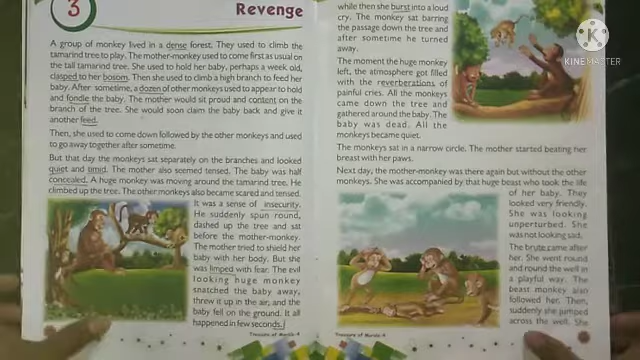 3
Revenge
A group of monkey lived in a dense forest. They used to climb the
tamarind tree to play. The mother-monkey used to come first as usual on
the tall tamarind tree. She used to hold her baby, perhaps a week old,
clasped to her bosom. Then she used to climb a high branch to feed her
baby. After sometime, a dozen of other monkeys used to appear to hold
and fondle the baby. The mother would sit proud and content on the
branch of the tree. She would soon claim the baby back and give it
another feed.
Then, she used to come down followed by the other monkeys and used
to go away together after sometime.
But that day the monkeys sat separately on the branches and looked
quiet and timid. The mother also seemed tensed. The baby was half
concealed. A huge monkey was moving around the tamarind tree. He
climbed up the tree. The other monkeys also became scared and tensed.
It was a sense of insecurity.
He suddenly spun round,
dashed up the tree and sat
before the mother-monkey.
The mother tried to shield her
baby with her body. But she
was limped with fear. The evil
looking huge monkey
snatched the baby away,
threw it up in the air, and the
baby fell on the ground. It all
happened in few seconds.
Treasure of Morals-4
while then she burst into a loud
cry. The monkey sat barring
the passage down the tree and
after sometime he turned
away.
The moment the huge monkey
left, the atmosphere got filled
with the reverberations of
painful cries. All the monkeys
came down the tree and
gathered around the baby. The
baby was dead. All the
monkeys became quiet.
The monkeys sat in a narrow circle. The mother started beating her
breast with her paws.
Next day, the mother-monkey was there again but without the other
monkeys. She was accompanied by that huge beast who took the life
of her baby. They
looked very friendly.
She was looking
unperturbed. She
was not looking sad.
The brute came after
her. She went round
and round the well in
a playful way. The
beast monkey also
followed her. Then,
suddenly she jumped
across the well. She
Treasure of Morals-4
KINEMASTER